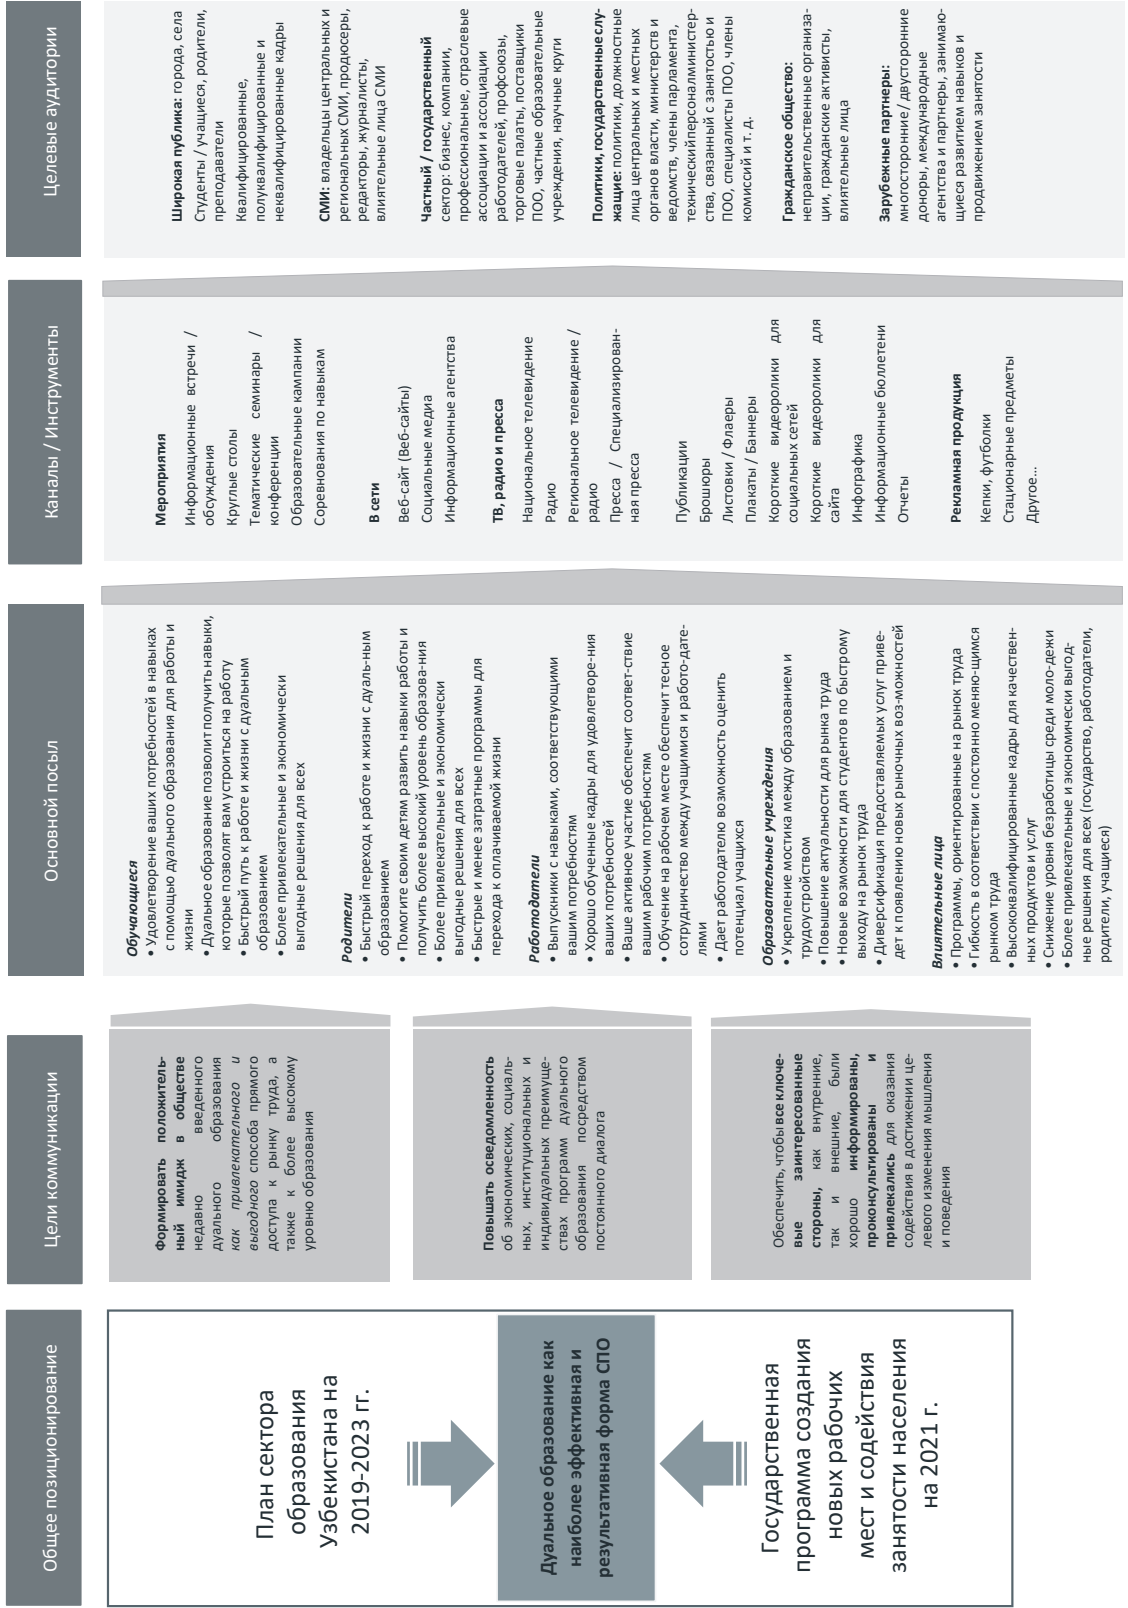 Общее позиционирование
План сектора
образования
Узбекистана на
2019-2023 гг.
Дуальное образование как
наиболее эффективная и
результативная форма СПО
Государственная
программа создания
новых рабочих
мест и содействия
занятости населения
на 2021 г.
Цели коммуникации
Формировать положитель-
ный имидж в обществе
недавно введенного
дуального образования
как привлекательного и
выгодного способа прямого
доступа к рынку труда, а
также к более высокому
уровню образования
Повышать осведомленность
об экономических, социаль-
ных, институциональных и
индивидуальных преимуще-
ствах программ дуального
образования посредством
постоянного диалога
Обеспечить, чтобы все ключе-
вые заинтересованные
стороны, как внутренние,
так и внешние, были
хорошо информированы,
проконсультированы и
привлекались для оказания
содействия в достижении це-
левого изменения мышления
и поведения
Основной посыл
Обучающиеся
• Удовлетворение ваших потребностей в навыках
с помощью дуального образования для работы и
жизни
• Дуальное образование позволит получить навыки,
которые позволят вам устроиться на работу
• Быстрый путь к работе и жизни с дуальным
образованием
• Более привлекательные и экономически
выгодные решения для всех
Родители
• Быстрый переход к работе и жизни с дуаль-ным
образованием
• Помогите своим детям развить навыки работы и
получить более высокий уровень образова-ния
• Более привлекательные и экономически
выгодные решения для всех
• Быстрые и менее затратные программы для
перехода к оплачиваемой жизни
Работодатели
• Выпускники с навыками, соответствующими
вашим потребностям
• Хорошо обученные кадры для удовлетворе-ния
ваших потребностей
• Ваше активное участие обеспечит соответ-ствие
вашим рабочим потребностям
• Обучение на рабочем месте обеспечит тесное
сотрудничество между учащимися и работо-дате-
лями
• Дает работодателю возможность оценить
потенциал учащихся
Образовательные учреждения
• Укрепление мостика между образованием и
трудоустройством
• Повышение актуальности для рынка труда
• Новые возможности для студентов по быстрому
выходу на рынок труда
• Диверсификация предоставляемых услуг приве-
дет к появлению новых рыночных воз-можностей
Влиятельные лица
• Программы, ориентированные на рынок труда
• Гибкость в соответствии с постоянно меняю-щимся
рынком труда
• Высококвалифицированные кадры для качествен-
ных продуктов и услуг
• Снижение уровня безработицы среди моло-дежи
• Более привлекательные и экономически выгод-
ные решения для всех (государство, работодатели,
родители, учащиеся)
Каналы / Инструменты
Мероприятия
Информационные встречи /
обсуждения
Круглые столы
Тематические семинары /
конференции
Образовательные кампании
Соревнования по навыкам
В сети
Веб-сайт (Веб-сайты)
Социальные медиа
Информационные агентства
ТВ, радио и пресса
Национальное телевидение
Радио
Региональное телевидение /
радио
Пресса / Специализирован-
ная пресса
Публикации
Брошюры
Листовки / Флаеры
Плакаты / Баннеры
Короткие видеоролики для
социальных сетей
Короткие видеоролики для
сайта
Инфографика
Информационные бюллетени
Отчеты
Рекламная продукция
Кепки, футболки
Стационарные предметы
Другое...
Целевые аудитории
Широкая публика: города, села
Студенты / учащиеся, родители,
преподаватели
Квалифицированные,
полуквалифицированные и
неквалифицированные кадры
СМИ: владельцы центральных и
региональных СМИ, продюсеры,
редакторы, журналисты,
влиятельные лица СМИ
Частный / государственный
сектор: бизнес, компании,
профессиональные, отраслевые
ассоциации и ассоциации
работодателей, профсоюзы,
торговые палаты, поставщики
ПОО, частные образовательные
учреждения, научные круги
Политики, государственные слу-
жащие: политики, должностные
лица центральных и местных
органов власти, министерств и
ведомств, члены парламента,
технический персонал министер-
ства, связанный с занятостью и
ПОО, специалисты ПОО, члены
комиссий и т. д.
Гражданское общество:
неправительственные организа-
ции, гражданские активисты,
влиятельные лица
Зарубежные партнеры:
многосторонние / двусторонние
доноры, международные
агентства и партнеры, занимаю-
щиеся развитием навыков и
продвижением занятости